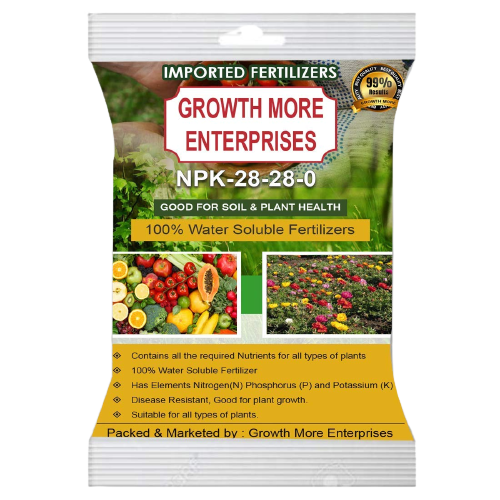 IMPORTED FERTILIZERS
99%
Results
GROWTH MORE
GROWTH MORE
ENTERPRISES
NPK-28-28-0
GOOD FOR SOIL & PLANT HEALTH
100% Water Soluble Fertilizers
Contains all the required Nutrients for all types of plants
100% Water Soluble Fertilizer
Has Elements Nitrogen(N) Phosphorus (P) and Potassium (K)
Disease Resistant, Good for plant growth.
Suitable for all types of plants.
Packed & Marketed by : Growth More Enterprises